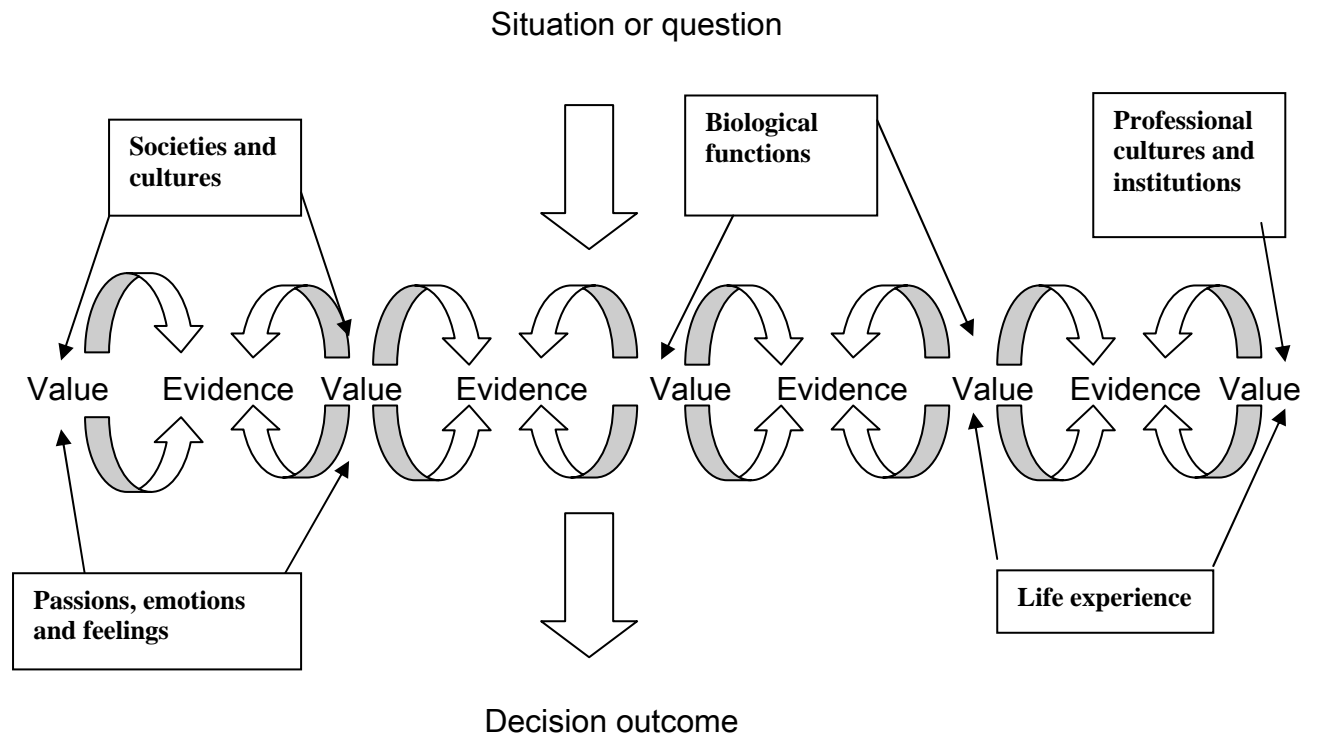 Situation or question
Societies and
cultures
Biological
functions
Professional
cultures and
institutions
Value Evidence Value Evidence Value Evidence Value Evidence Value
Passions, emotions
and feelings
Life experience
Decision outcome